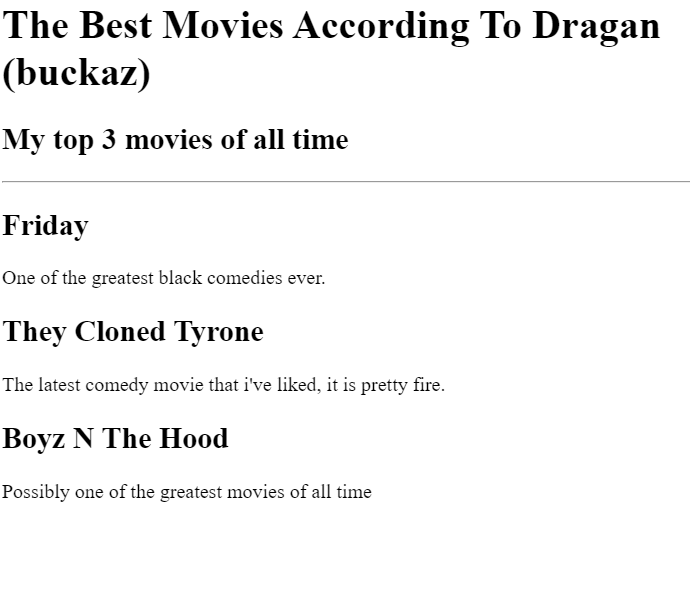 The Best Movies According To Dragan
(buckaz)
My top 3 movies of all time
Friday
One of the greatest black comedies ever.
They Cloned Tyrone
The latest comedy movie that i've liked, it is pretty fire.
Boyz N The Hood
Possibly one of the greatest movies of all time